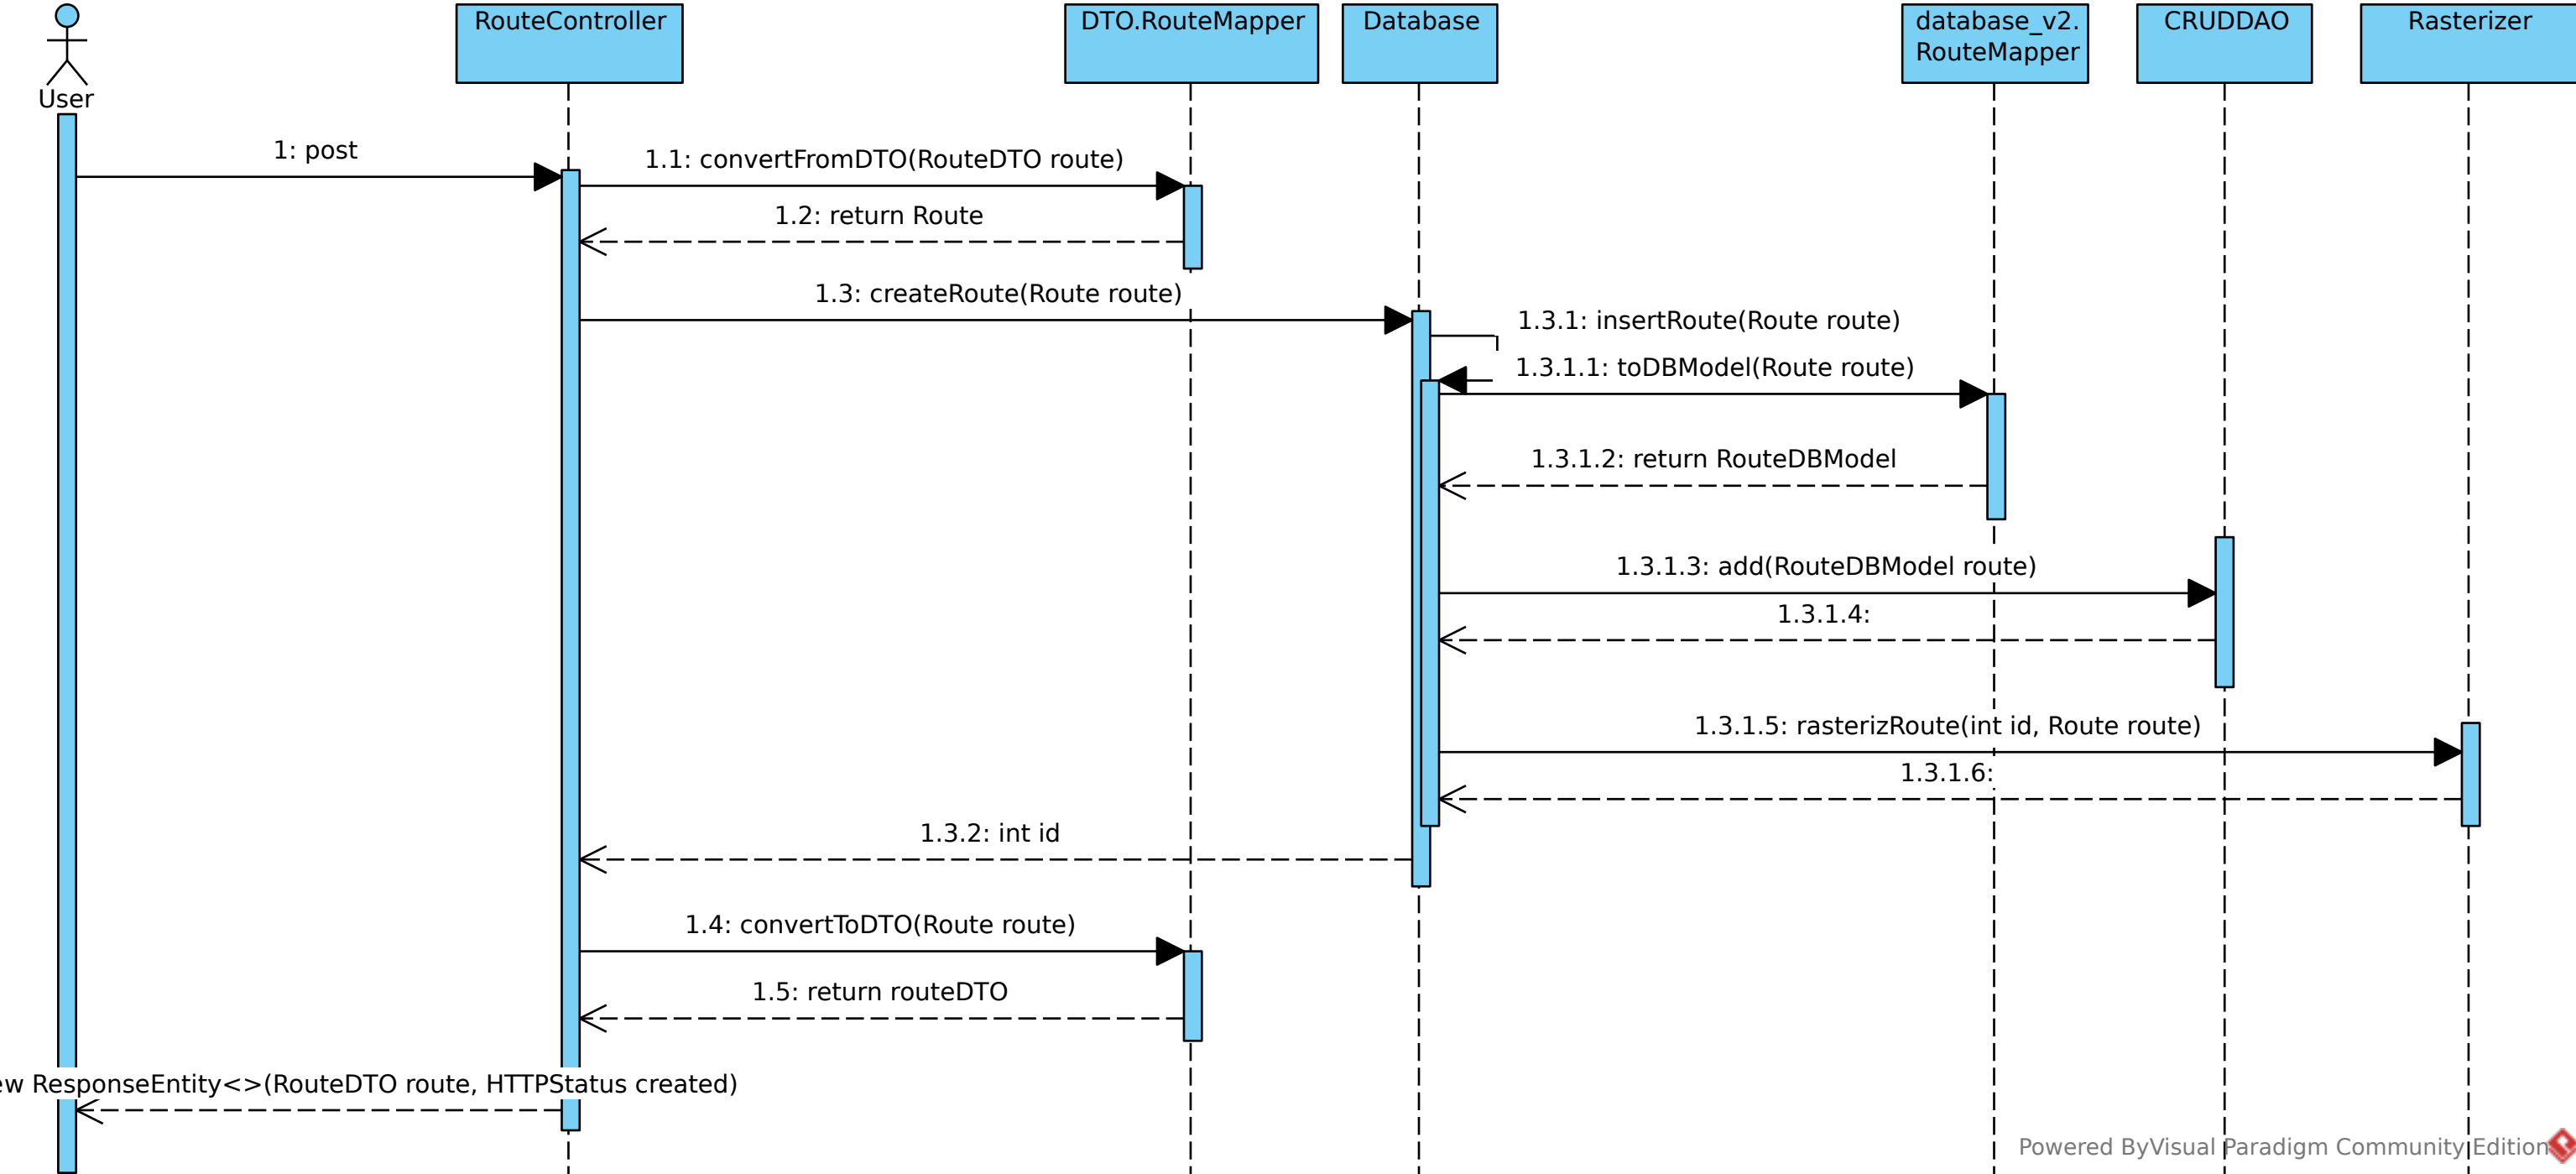 User
RouteController
DTO.RouteMapper
Database
database_v2.
RouteMapper
CRUDDAO
Rasterizer
1: post
1.1: convertFromDTO(RouteDTO route)
1.2: return Route
1.3: createRoute(Route route)
1.3.1: insertRoute(Route route)
1.3.1.1: toDBModel(Route route)
1.3.1.2: return RouteDBModel
1.3.1.3: add(RouteDBModel route)
1.3.1.4:
1.3.1.5: rasterizRoute(int id, Route route)
1.3.1.6:
1.3.2: int id
1.4: convertToDTO(Route route)
1.5: return routeDTO
ResponseEntity<>(RouteDTO route, HTTPStatus created)
Powered ByVisual Paradigm Community Edition